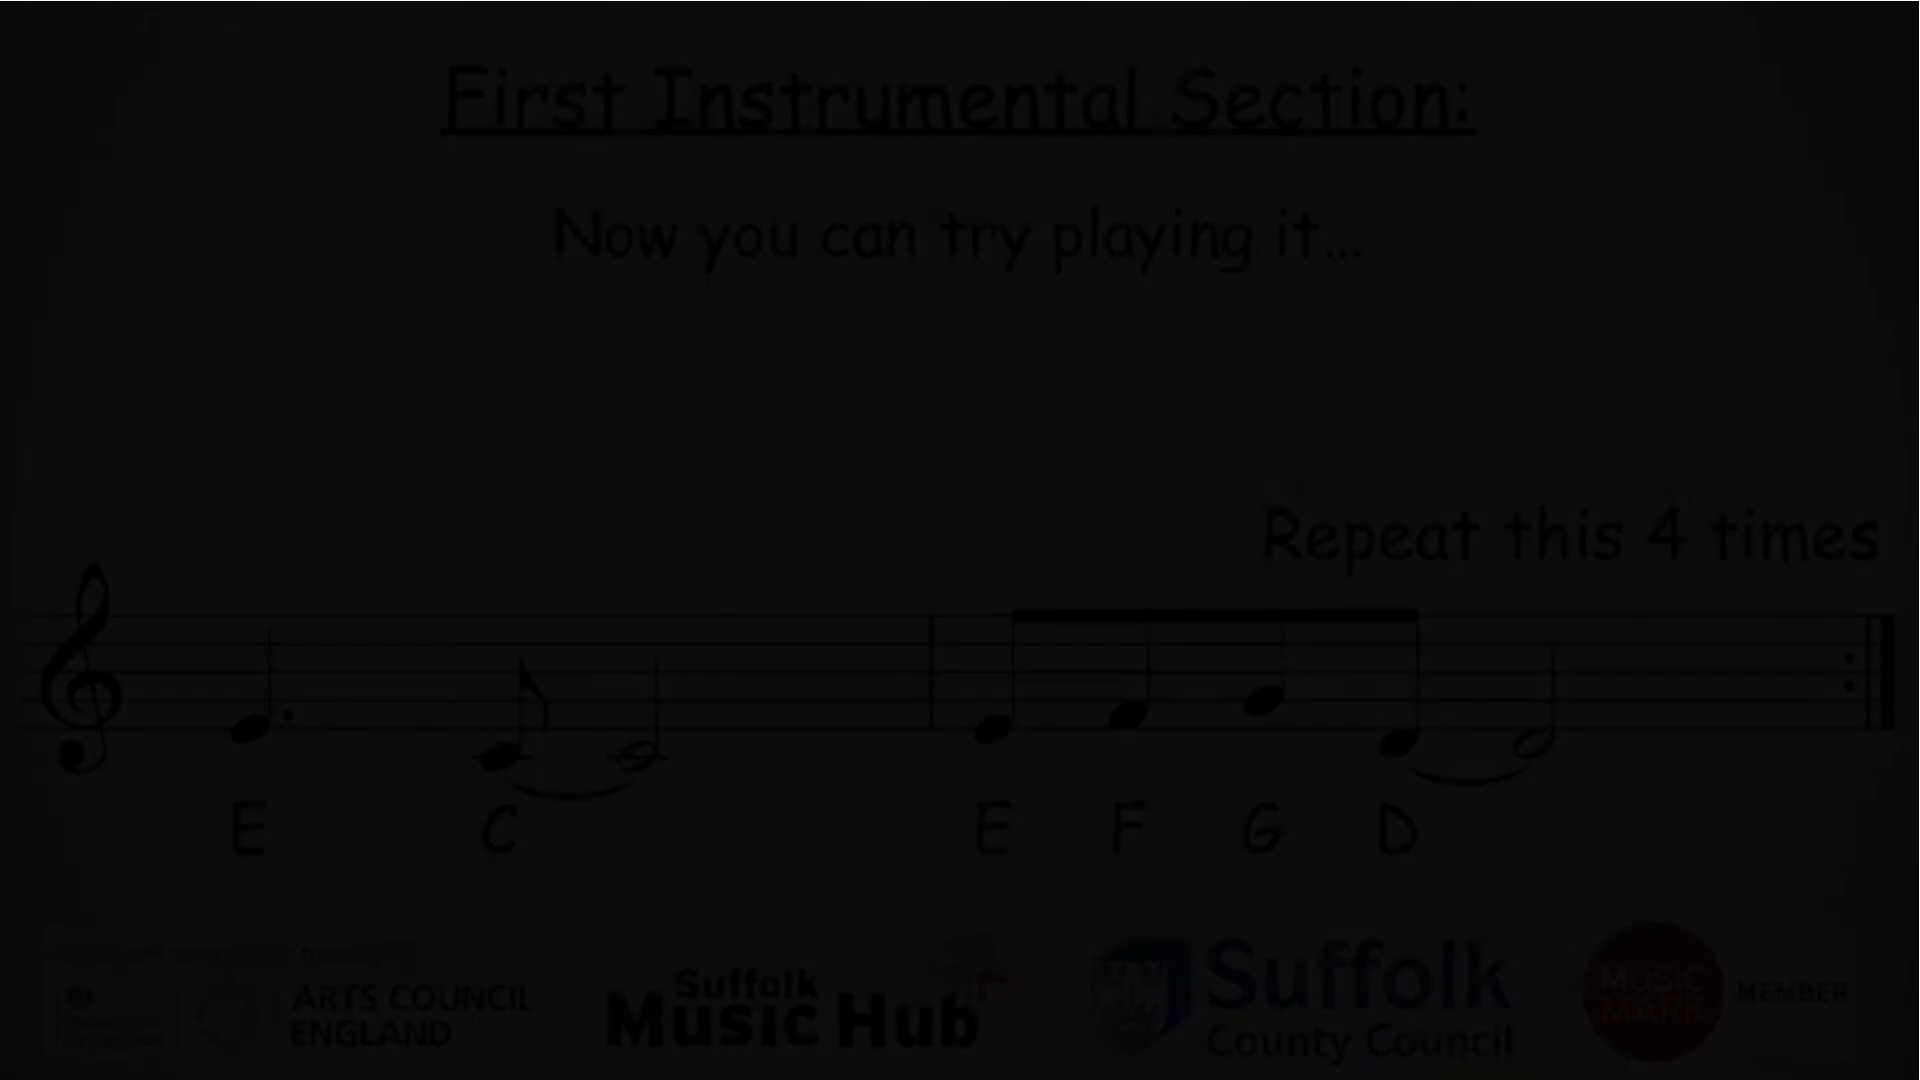 First Instrumental Section:
Now you can try playing it...
Repeat this 4 times
E C E F G D
ARTS COUNCIL
ENGLAND
Suffolk
Music Hub
Suffolk
County Council
MUSIC
MARK
MEMBER